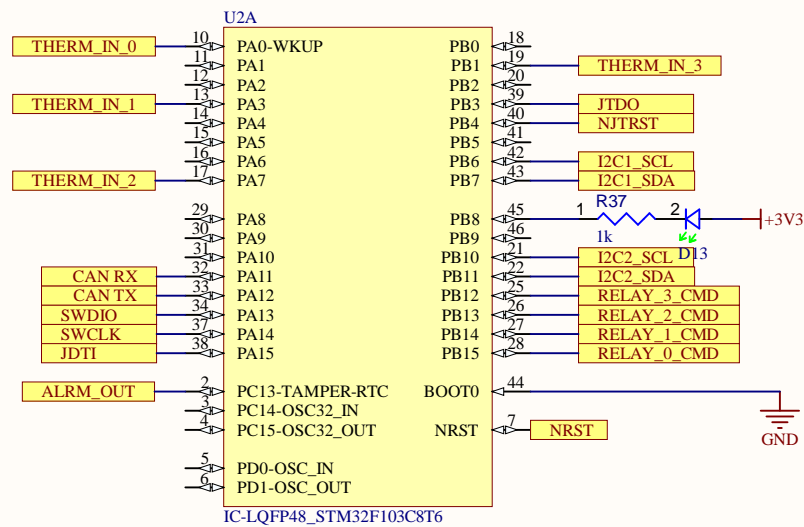 U2A
THERM_IN_0 10 PA0-WKUP PB0 18
11 PA1 PB1 19 THERM_IN_3
12 PA2 PB2 20
THERM_IN_1 13 PA3 PB3 39 JTDO
14 PA4 PB4 40 NJTRST
15 PA5 PB5 41
16 PA6 PB6 42 I2C1_SCL
THERM_IN_2 17 PA7 PB7 43 I2C1_SDA
29 PA8 PB8 45 1 R37 2 +3V3
30 PA9 PB9 46 1k D13
31 PA10 PB10 21 I2C2_SCL
CAN RX 32 PA11 PB11 22 I2C2_SDA
CAN TX 33 PA12 PB12 25 RELAY_3_CMD
SWDIO 34 PA13 PB13 26 RELAY_2_CMD
SWCLK 37 PA14 PB14 27 RELAY_1_CMD
JDTI 38 PA15 PB15 28 RELAY_0_CMD
ALRM_OUT 2 PC13-TAMPER-RTC BOOT0 44
3 PC14-OSC32_IN
4 PC15-OSC32_OUT NRST 7 NRST
GND
5 PD0-OSC_IN
6 PD1-OSC_OUT
IC-LQFP48_STM32F103C8T6